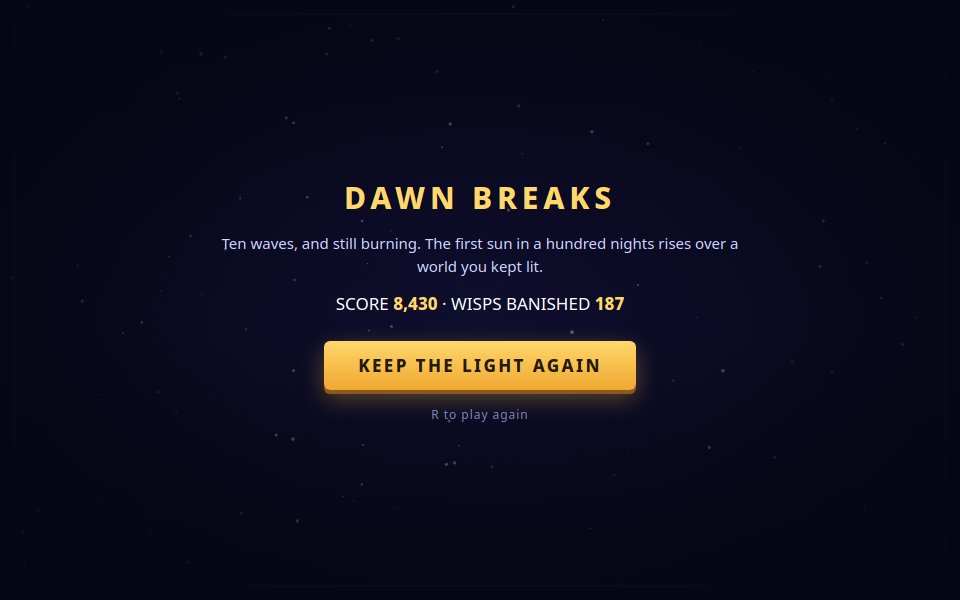 DAWN BREAKS
Ten waves, and still burning. The first sun in a hundred nights rises over a
world you kept lit.
SCORE 8,430 · WISPS BANISHED 187
KEEP THE LIGHT AGAIN
R to play again